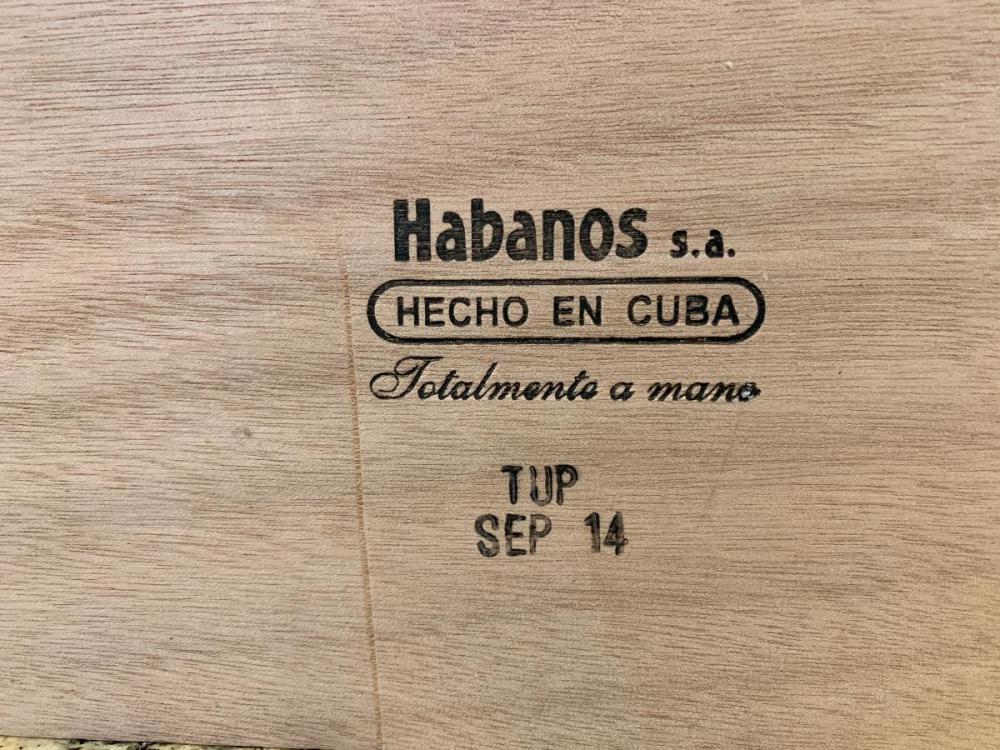 Habanos s.a.
HECHO EN CUBA
Totalmente a mano
TUP
SEP 14